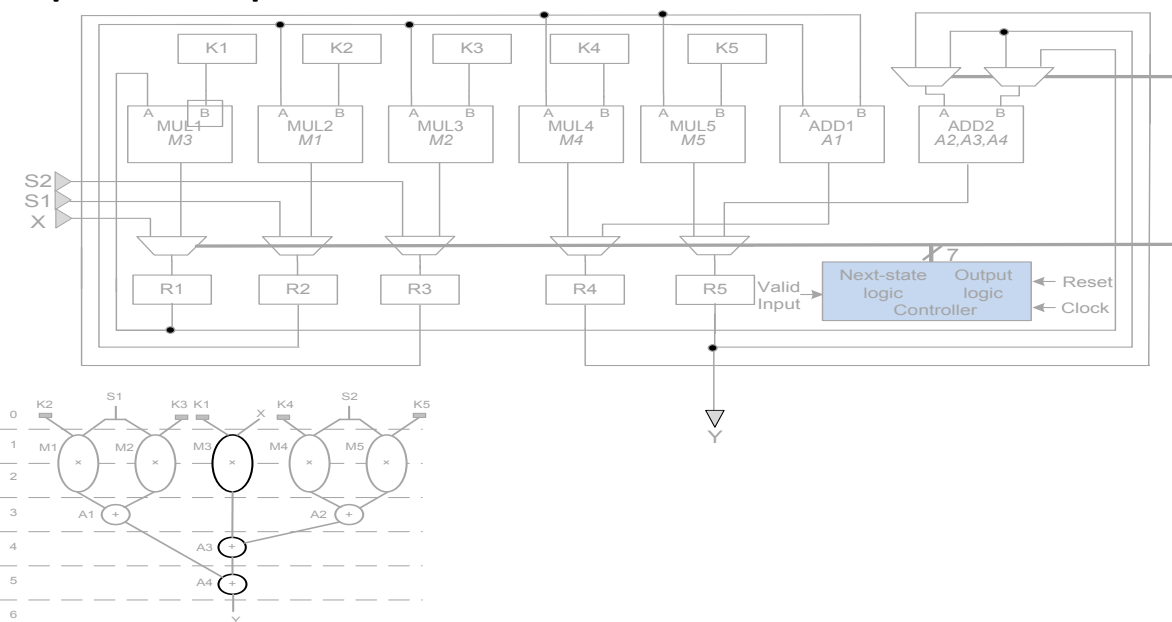 K1 K2 K3 K4 K5
A B A B A B A B A B A B A B
MUL1 MUL2 MUL3 MUL4 MUL5 ADD1 ADD2
M3 M1 M2 M4 M5 A1 A2,A3,A4
S2
S1
X
7
R1 R2 R3 R4 R5
Valid
Input
Next-state
logic
Output
logic
Controller
Reset
Clock
Y
K2 S1 K3 K1 X K4 S2 K5
0
1 M1 × M2 × M3 × M4 × M5 ×
2
3 A1 + A2 +
4 A3 +
5 A4 +
6
Y